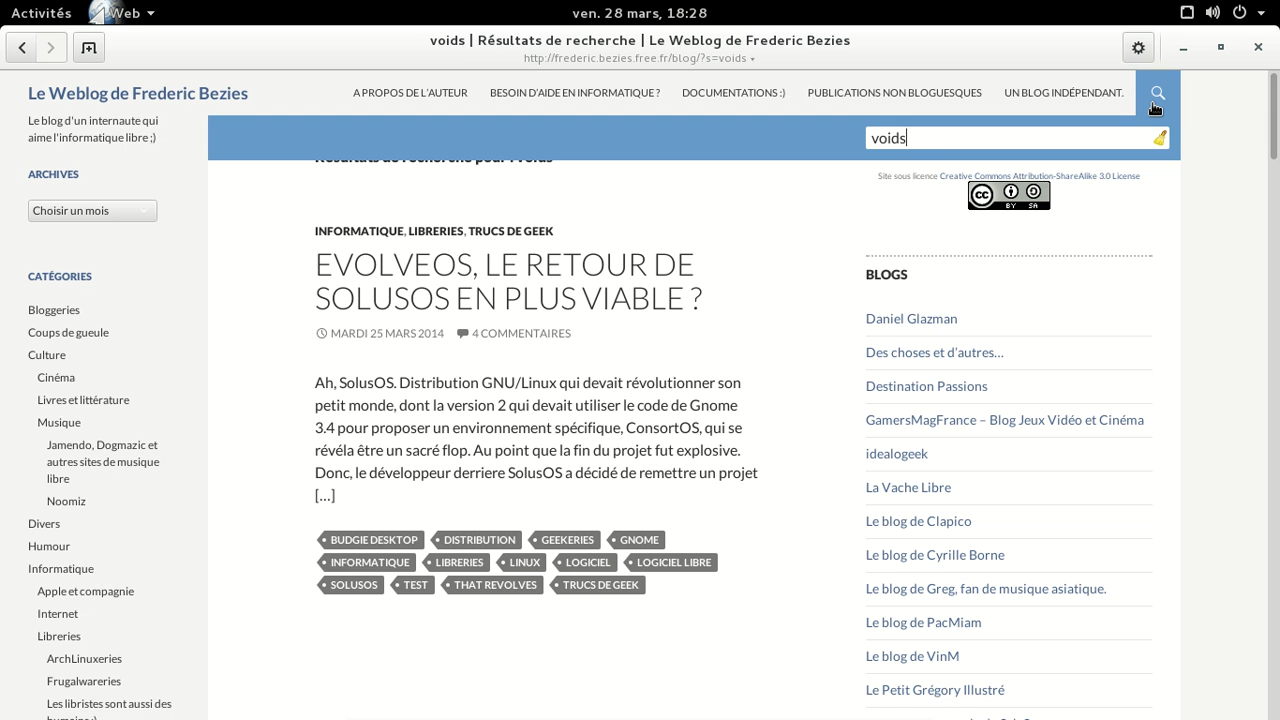 Activités
Web
ven. 28 mars, 18:28
voids | Résultats de recherche | Le Weblog de Frederic Bezies
http://frederic.bezies.free.fr/blog/?s=voids
Le Weblog de Frederic Bezies
A PROPOS DE L'AUTEUR
BESOIN D'AIDE EN INFORMATIQUE ?
DOCUMENTATIONS :)
PUBLICATIONS NON BLOGUESQUES
UN BLOG INDÉPENDANT.
Le blog d'un internaute qui
aime l'informatique libre ;)
ARCHIVES
Choisir un mois
CATÉGORIES
Bloggeries
Coups de gueule
Culture
Cinéma
Livres et littérature
Musique
Jamendo, Dogmazic et
autres sites de musique
libre
Noomiz
Divers
Humour
Informatique
Apple et compagnie
Internet
Libreries
ArchLinuxeries
Frugalwareries
Les libristes sont aussi des
humains ;)
voids
Résultats de recherche pour : voids
INFORMATIQUE, LIBRERIES, TRUCS DE GEEK
EVOLVEOS, LE RETOUR DE
SOLUSOS EN PLUS VIABLE ?
MARDI 25 MARS 2014
4 COMMENTAIRES
Ah, SolusOS. Distribution GNU/Linux qui devait révolutionner son
petit monde, dont la version 2 qui devait utiliser le code de Gnome
3.4 pour proposer un environnement spécifique, ConsortOS, qui se
révéla être un sacré flop. Au point que la fin du projet fut explosive.
Donc, le développeur derriere SolusOS a décidé de remettre un projet
[…]
BUDGIE DESKTOP
DISTRIBUTION
GEEKERIES
GNOME
INFORMATIQUE
LIBRERIES
LINUX
LOGICIEL
LOGICIEL LIBRE
SOLUSOS
TEST
THAT REVOLVES
TRUCS DE GEEK
Site sous licence Creative Commons Attribution-ShareAlike 3.0 License
cc BY SA
BLOGS
Daniel Glazman
Des choses et d'autres…
Destination Passions
GamersMagFrance – Blog Jeux Vidéo et Cinéma
idealogeek
La Vache Libre
Le blog de Clapico
Le blog de Cyrille Borne
Le blog de Greg, fan de musique asiatique.
Le blog de PacMiam
Le blog de VinM
Le Petit Grégory Illustré